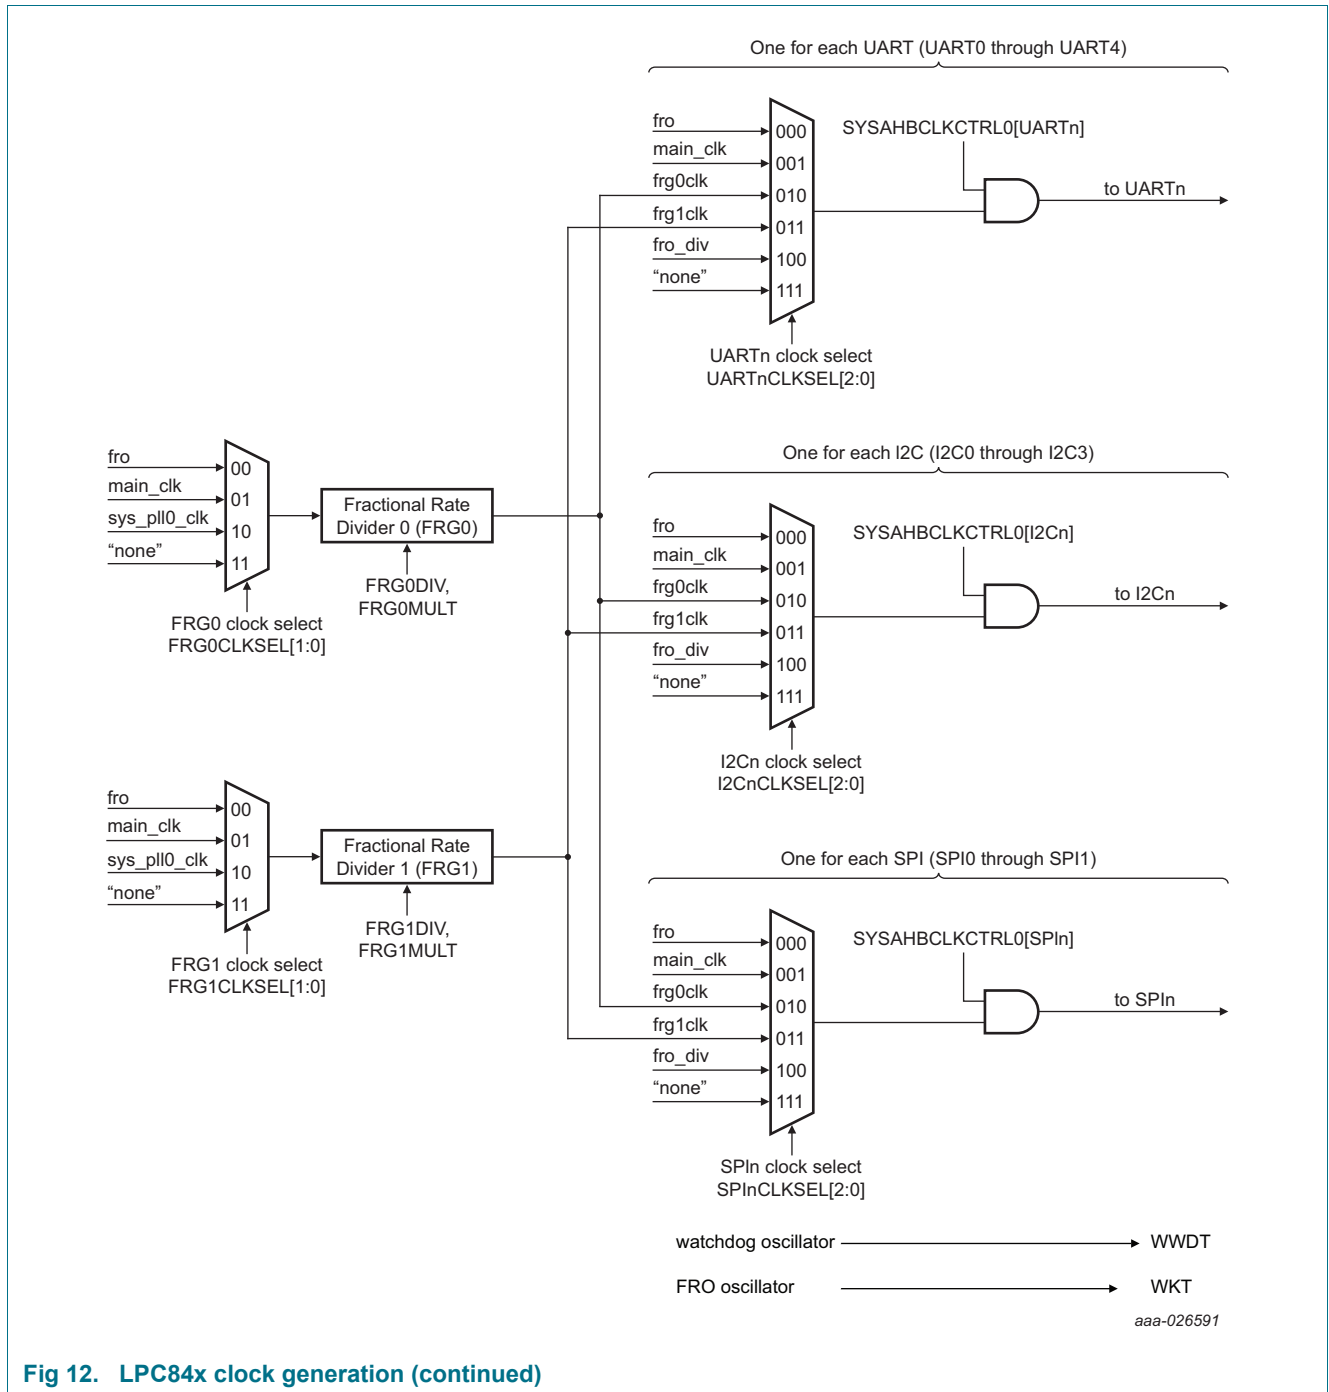 One for each UART (UART0 through UART4)
fro
main_clk
frg0clk
frg1clk
fro_div
“none”
000
001
010
011
100
111
SYSAHBCLKCTRL0[UARTn]
to UARTn
UARTn clock select
UARTnCLKSEL[2:0]
fro
main_clk
sys_pll0_clk
“none”
00
01
10
11
Fractional Rate
Divider 0 (FRG0)
FRG0DIV,
FRG0MULT
FRG0 clock select
FRG0CLKSEL[1:0]
One for each I2C (I2C0 through I2C3)
fro
main_clk
frg0clk
frg1clk
fro_div
“none”
000
001
010
011
100
111
SYSAHBCLKCTRL0[I2Cn]
to I2Cn
I2Cn clock select
I2CnCLKSEL[2:0]
fro
main_clk
sys_pll0_clk
“none”
00
01
10
11
Fractional Rate
Divider 1 (FRG1)
FRG1DIV,
FRG1MULT
FRG1 clock select
FRG1CLKSEL[1:0]
One for each SPI (SPI0 through SPI1)
fro
main_clk
frg0clk
frg1clk
fro_div
“none”
000
001
010
011
100
111
SYSAHBCLKCTRL0[SPIn]
to SPIn
SPIn clock select
SPInCLKSEL[2:0]
watchdog oscillator
WWDT
FRO oscillator
WKT
aaa-026591
Fig 12. LPC84x clock generation (continued)